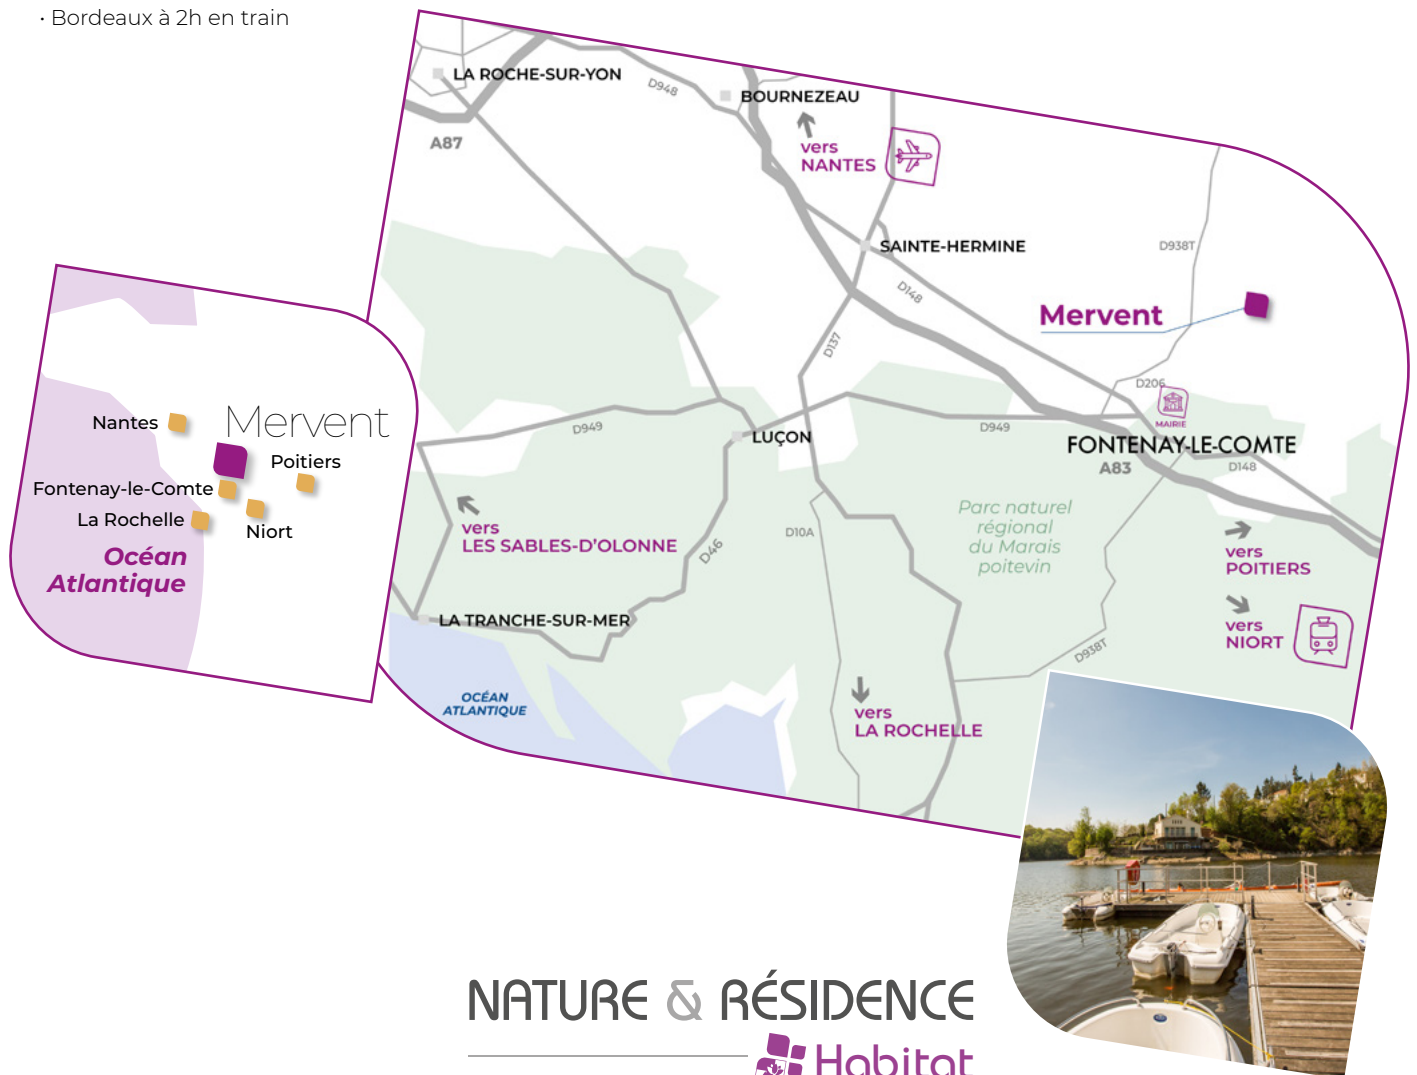 · Bordeaux à 2h en train
LA ROCHE-SUR-YON
D948
BOURNEZEAU
A87
vers
NANTES
SAINTE-HERMINE
D938T
D148
Mervent
D137
D206
MAIRIE
D949
LUÇON
D949
FONTENAY-LE-COMTE
A83
D148
Parc naturel
régional
du Marais
poitevin
vers
LES SABLES-D'OLONNE
D46
D10A
vers
POITIERS
vers
NIORT
LA TRANCHE-SUR-MER
D938T
OCÉAN
ATLANTIQUE
vers
LA ROCHELLE
Nantes
Mervent
Poitiers
Fontenay-le-Comte
La Rochelle
Niort
Océan
Atlantique
NATURE & RÉSIDENCE
Habitat